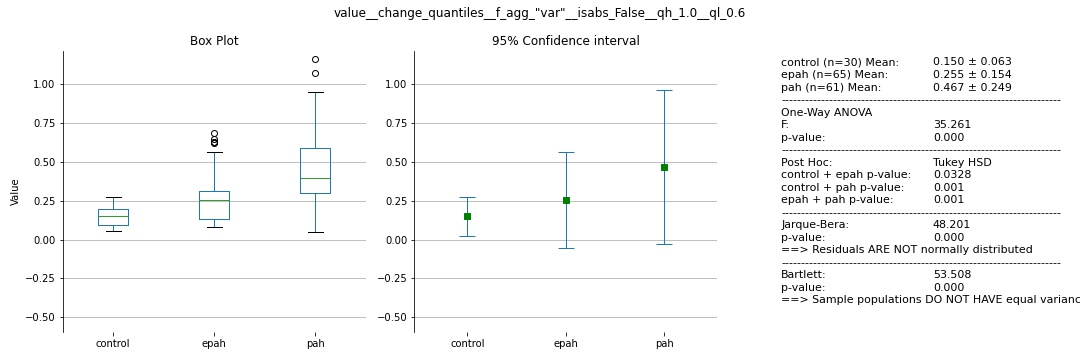 value__change_quantiles__f_agg_"var"__isabs_False__qh_1.0__ql_0.6
Box Plot
Value
1.00
0.75
0.50
0.25
0.00
−0.25
−0.50
control
epah
pah
95% Confidence interval
1.00
0.75
0.50
0.25
0.00
−0.25
−0.50
control
epah
pah
control (n=30) Mean: 0.150 ± 0.063
epah (n=65) Mean: 0.255 ± 0.154
pah (n=61) Mean: 0.467 ± 0.249
One-Way ANOVA
F: 35.261
p-value: 0.000
Post Hoc: Tukey HSD
control + epah p-value: 0.0328
control + pah p-value: 0.001
epah + pah p-value: 0.001
Jarque-Bera: 48.201
p-value: 0.000
==> Residuals ARE NOT normally distributed
Bartlett: 53.508
p-value: 0.000
==> Sample populations DO NOT HAVE equal varianc